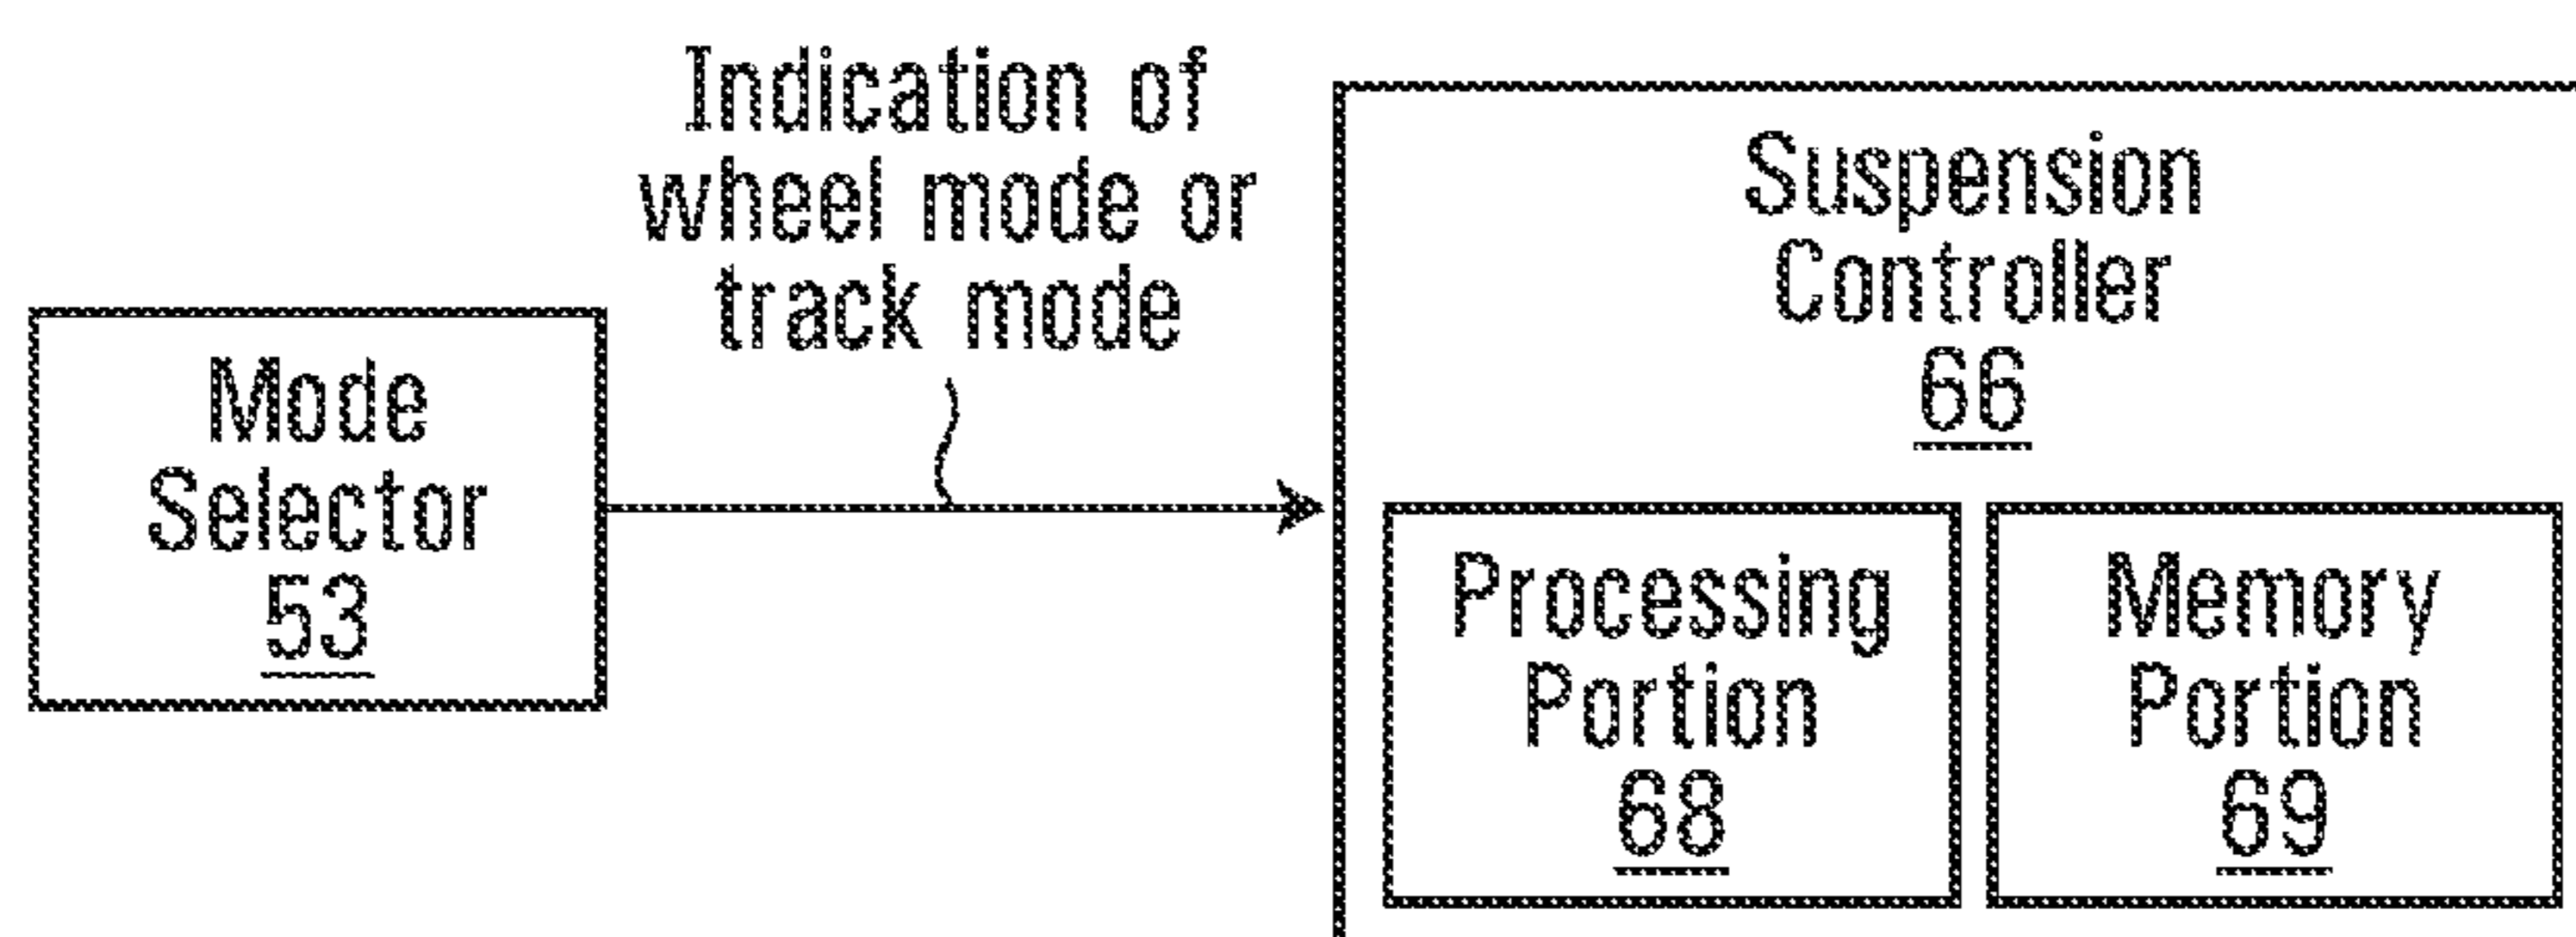 Indication of
wheel mode or
track mode
Mode
Selector
53
Suspension
Controller
66
Processing
Portion
68
Memory
Portion
69